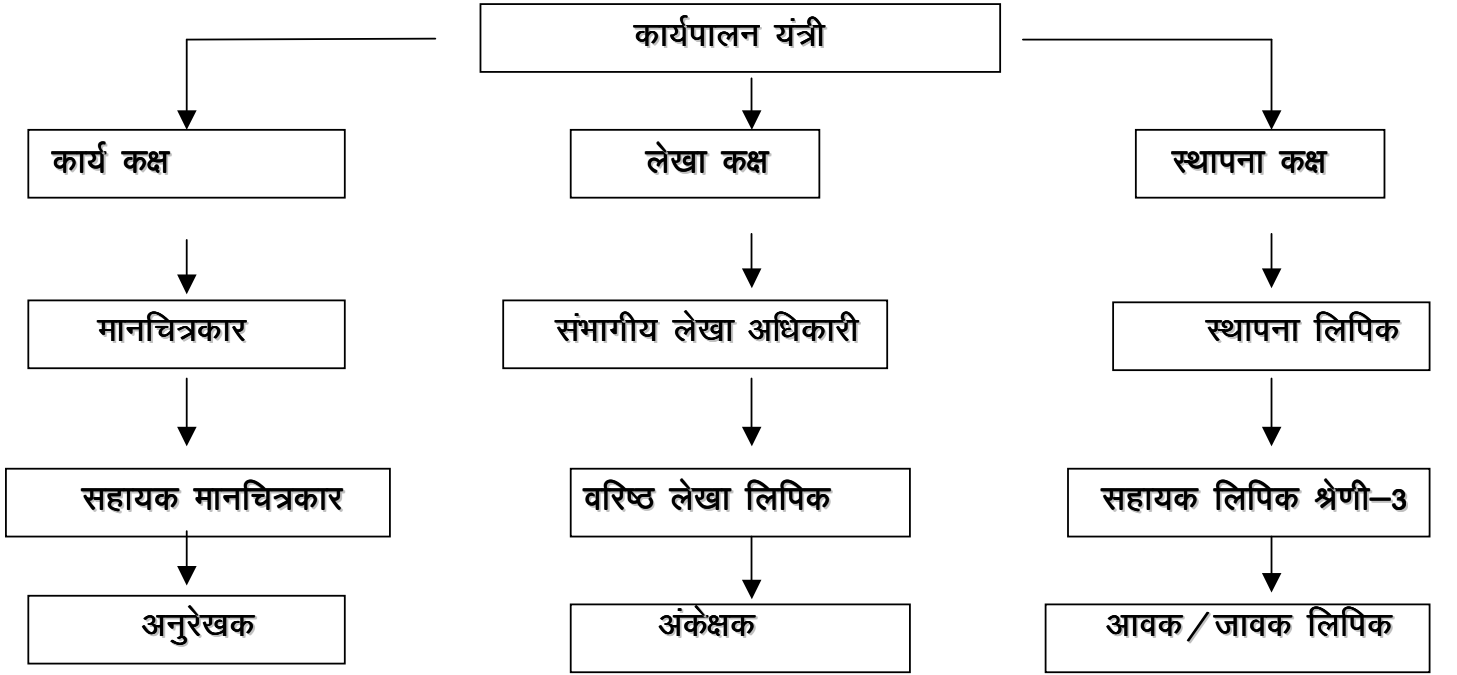 कार्यपालन यंत्री
कार्य कक्ष
लेखा कक्ष
स्थापना कक्ष
मानचित्रकार
संभागीय लेखा अधिकारी
स्थापना लिपिक
सहायक मानचित्रकार
वरिष्ठ लेखा लिपिक
सहायक लिपिक श्रेणी–3
अनुरेखक
अंकेक्षक
आवक/जावक लिपिक